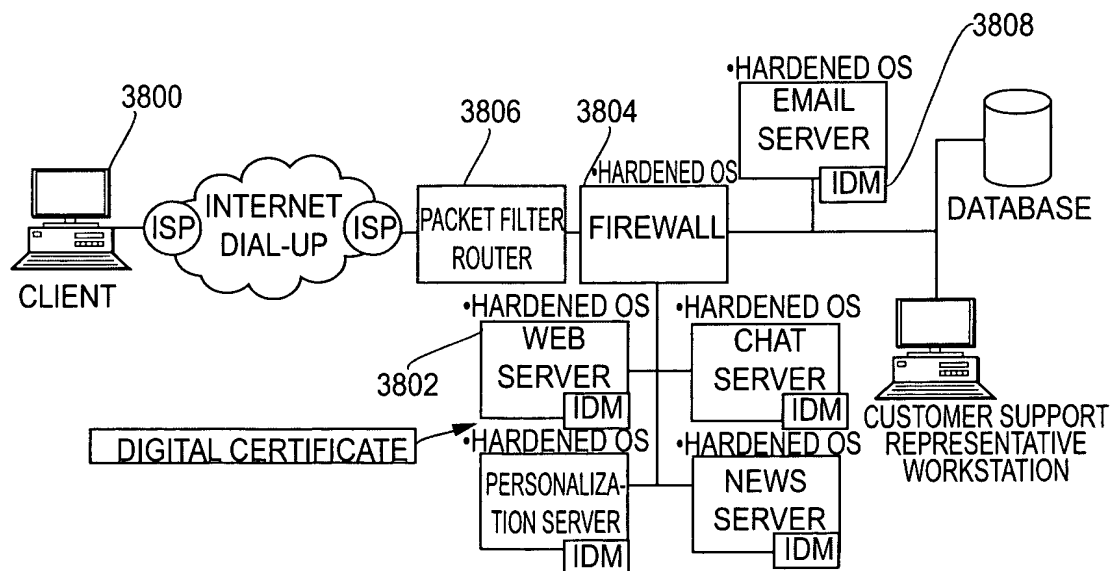 3808
•HARDENED OS
EMAIL
SERVER
IDM
3800
3806
3804
•HARDENED OS
ISP
INTERNET
DIAL-UP
ISP
PACKET FILTER
ROUTER
FIREWALL
DATABASE
CLIENT
•HARDENED OS
WEB
SERVER
IDM
3802
•HARDENED OS
CHAT
SERVER
IDM
CUSTOMER SUPPORT
REPRESENTATIVE
WORKSTATION
DIGITAL CERTIFICATE
•HARDENED OS
PERSONALIZA-
TION SERVER
IDM
•HARDENED OS
NEWS
SERVER
IDM